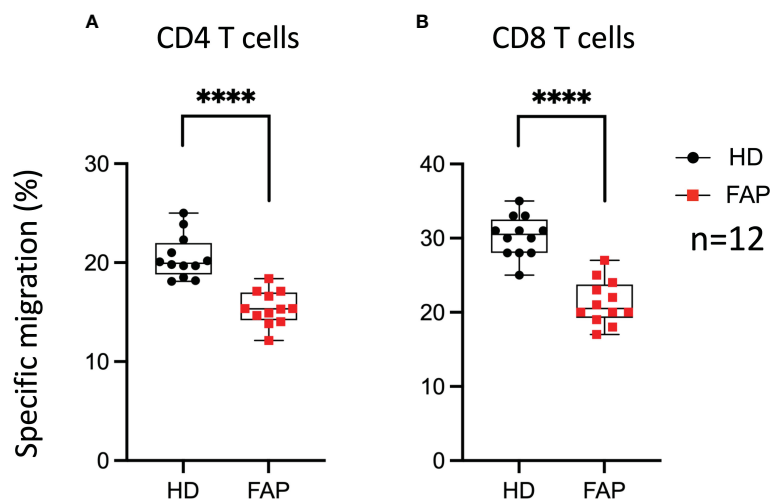 A
CD4 T cells
B
CD8 T cells
****
****
Specific migration (%)
30
20
10
0
HD
FAP
40
30
20
10
0
HD
FAP
HD
FAP
n=12